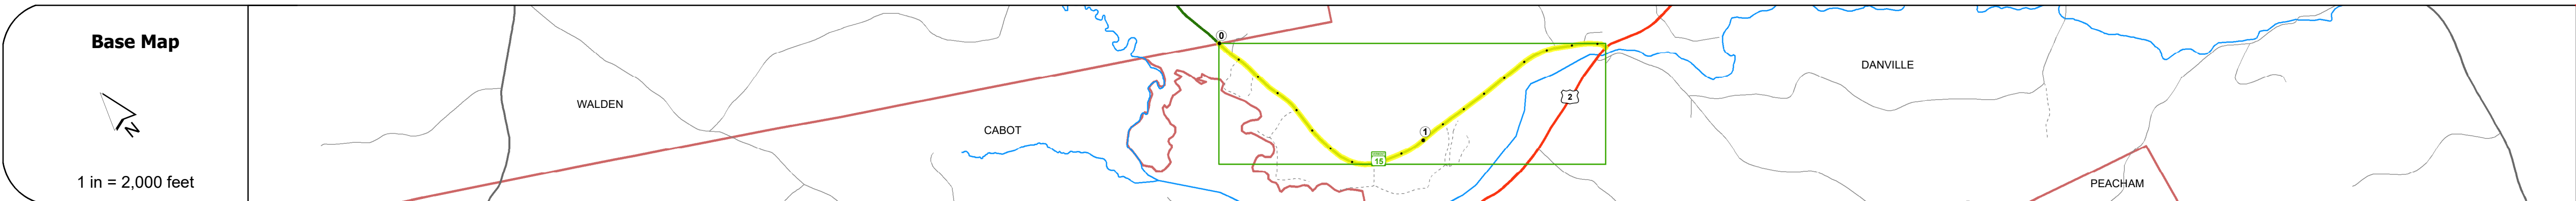 Base Map
N
1 in = 2,000 feet
WALDEN
CABOT
0
15
1
2
DANVILLE
PEACHAM